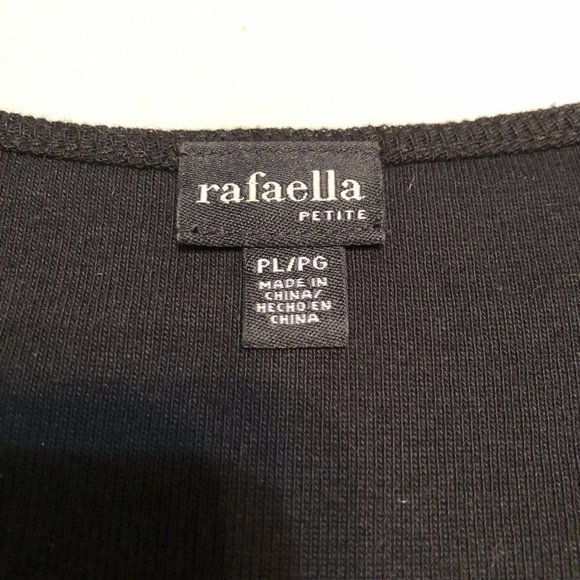 rafaella
PETITE
PL/PG
MADE IN
CHINA/
HECHO EN
CHINA